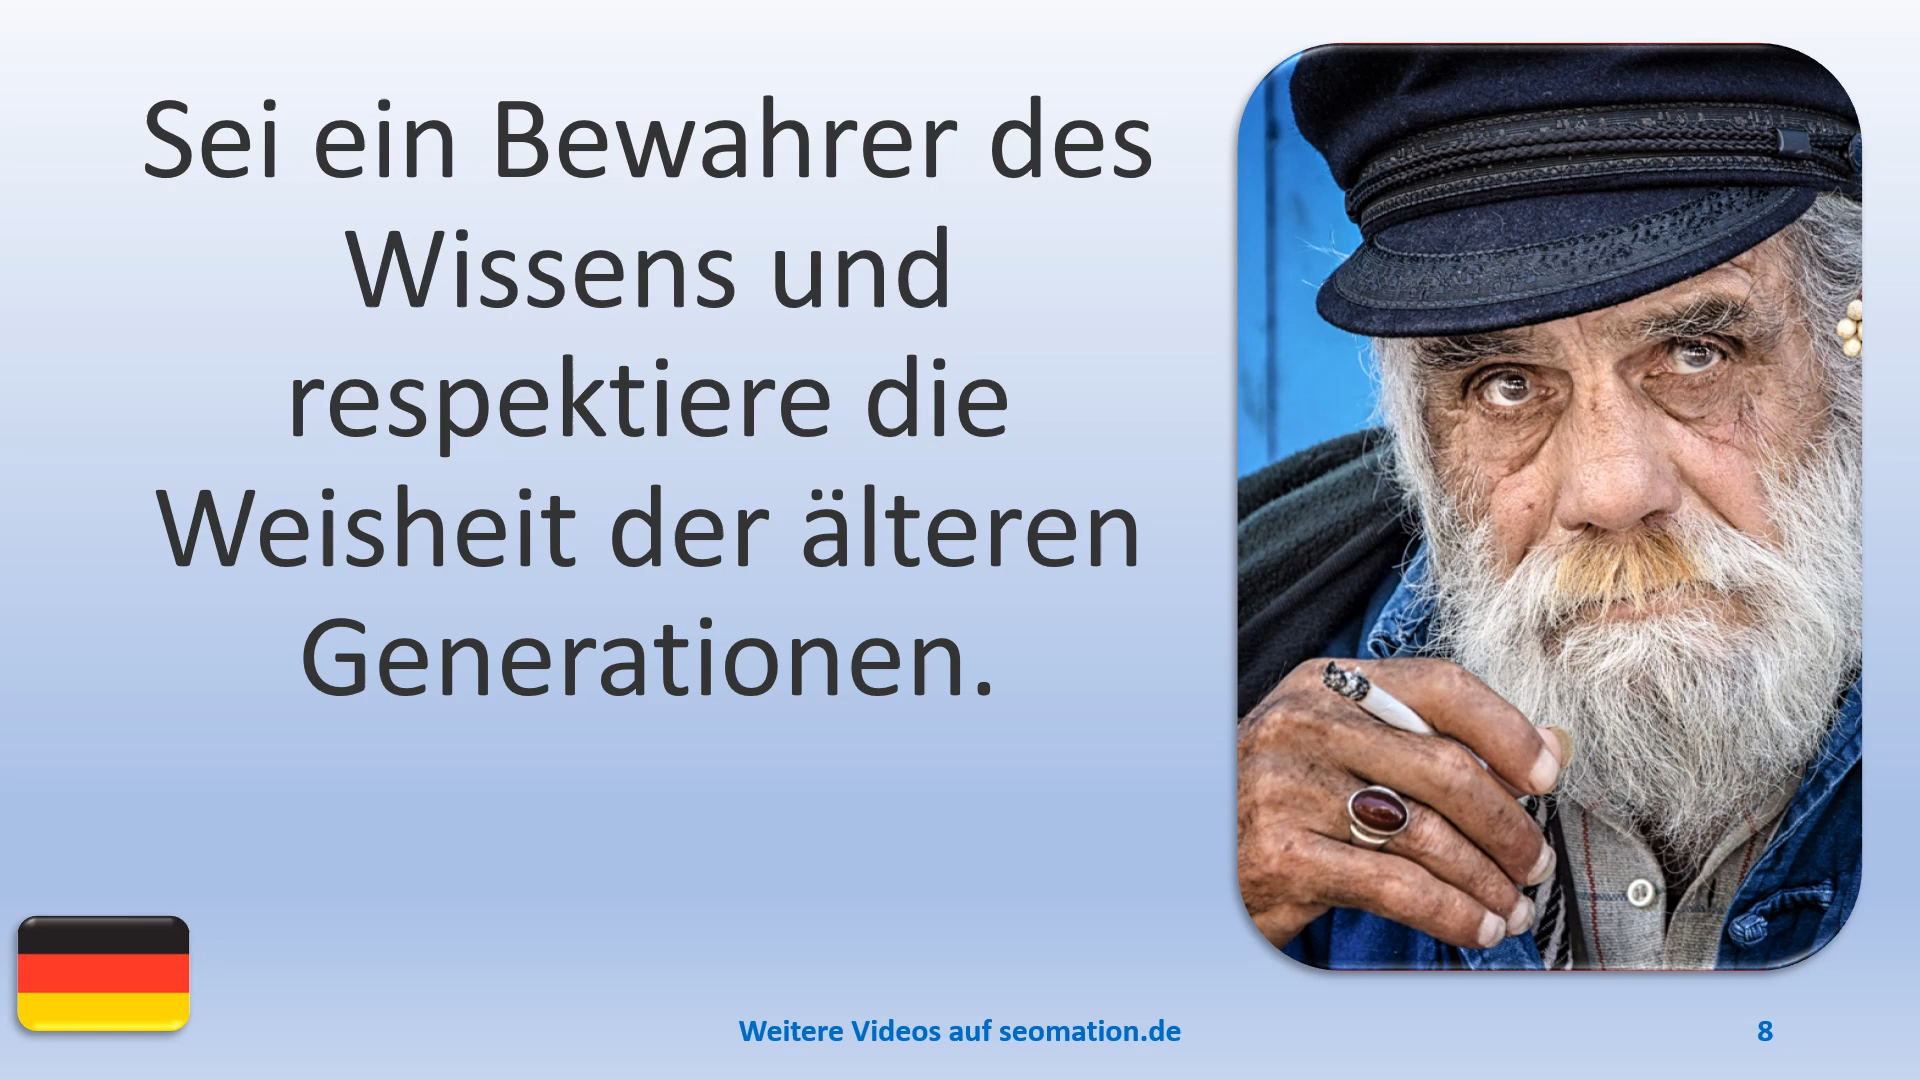 Sei ein Bewahrer des
Wissens und
respektiere die
Weisheit der älteren
Generationen.
Weitere Videos auf seomation.de
8